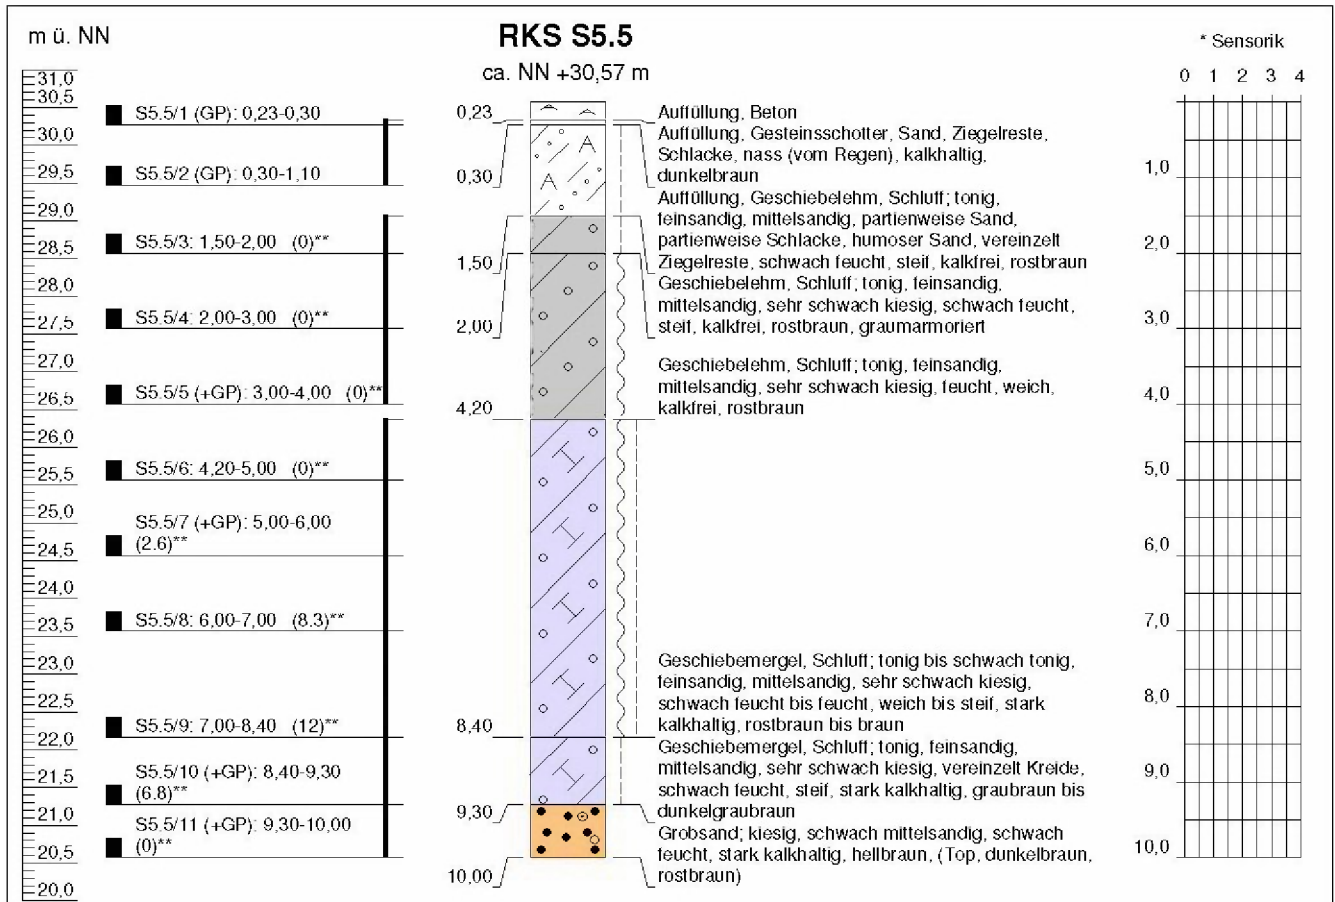 m ü. NN
RKS S5.5
ca. NN +30,57 m
* Sensorik
0 1 2 3 4
31,0
30,5
30,0
29,5
29,0
28,5
28,0
27,5
27,0
26,5
26,0
25,5
25,0
24,5
24,0
23,5
23,0
22,5
22,0
21,5
21,0
20,5
20,0
S5.5/1 (GP): 0,23-0,30
S5.5/2 (GP): 0,30-1,10
S5.5/3: 1,50-2,00 (0)**
S5.5/4: 2,00-3,00 (0)**
S5.5/5 (+GP): 3,00-4,00 (0)**
S5.5/6: 4,20-5,00 (0)**
S5.5/7 (+GP): 5,00-6,00
(2.6)**
S5.5/8: 6,00-7,00 (8.3)**
S5.5/9: 7,00-8,40 (12)**
S5.5/10 (+GP): 8,40-9,30
(6.8)**
S5.5/11 (+GP): 9,30-10,00
(0)**
0,23
0,30
1,50
2,00
4,20
8,40
9,30
10,00
A
A
Auffüllung, Beton
Auffüllung, Gesteinsschotter, Sand, Ziegelreste,
Schlacke, nass (vom Regen), kalkhaltig,
dunkelbraun
Auffüllung, Geschiebelehm, Schluff; tonig,
feinsandig, mittelsandig, partienweise Sand,
partienweise Schlacke, humoser Sand, vereinzelt
Ziegelreste, schwach feucht, steif, kalkfrei, rostbraun
Geschiebelehm, Schluff; tonig, feinsandig,
mittelsandig, sehr schwach kiesig, schwach feucht,
steif, kalkfrei, rostbraun, graumarmoriert
Geschiebelehm, Schluff; tonig, feinsandig,
mittelsandig, sehr schwach kiesig, feucht, weich,
kalkfrei, rostbraun
Geschiebemergel, Schluff; tonig bis schwach tonig,
feinsandig, mittelsandig, sehr schwach kiesig,
schwach feucht bis feucht, weich bis steif, stark
kalkhaltig, rostbraun bis braun
Geschiebemergel, Schluff; tonig, feinsandig,
mittelsandig, sehr schwach kiesig, vereinzelt Kreide,
schwach feucht, steif, stark kalkhaltig, graubraun bis
dunkelgraubraun
Grobsand; kiesig, schwach mittelsandig, schwach
feucht, stark kalkhaltig, hellbraun, (Top, dunkelbraun,
rostbraun)
1,0
2,0
3,0
4,0
5,0
6,0
7,0
8,0
9,0
10,0